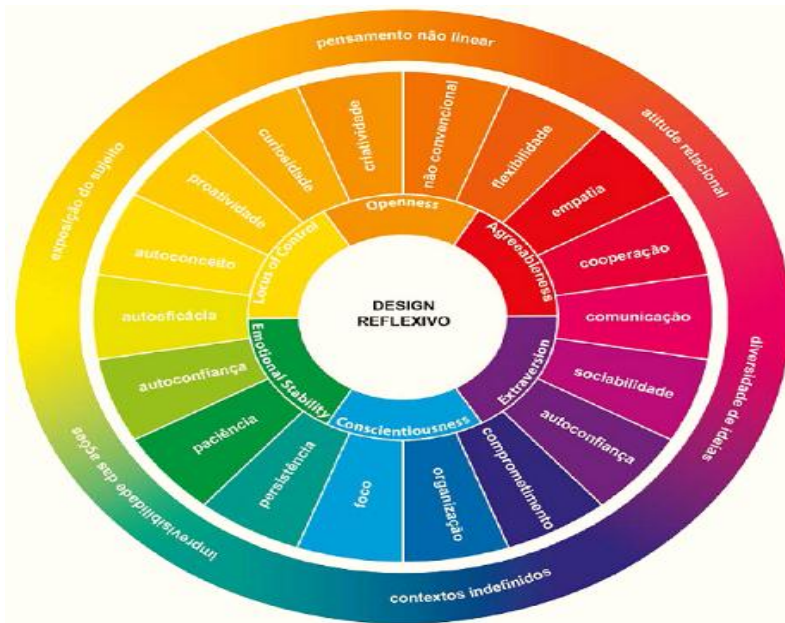 pensamento não linear
atitude relacional
diversidade de ideias
contextos indefinidos
imprevisibilidade das ações
exposição do sujeito
criatividade
não convencional
flexibilidade
empatia
cooperação
comunicação
sociabilidade
autoconfiança
comprometimento
organização
foco
persistência
paciência
autoconfiança
autoeficácia
autoconceito
proatividade
curiosidade
Openness
Agreeableness
Extraversion
Conscientiousness
Emotional Stability
Locus of Control
DESIGN
REFLEXIVO